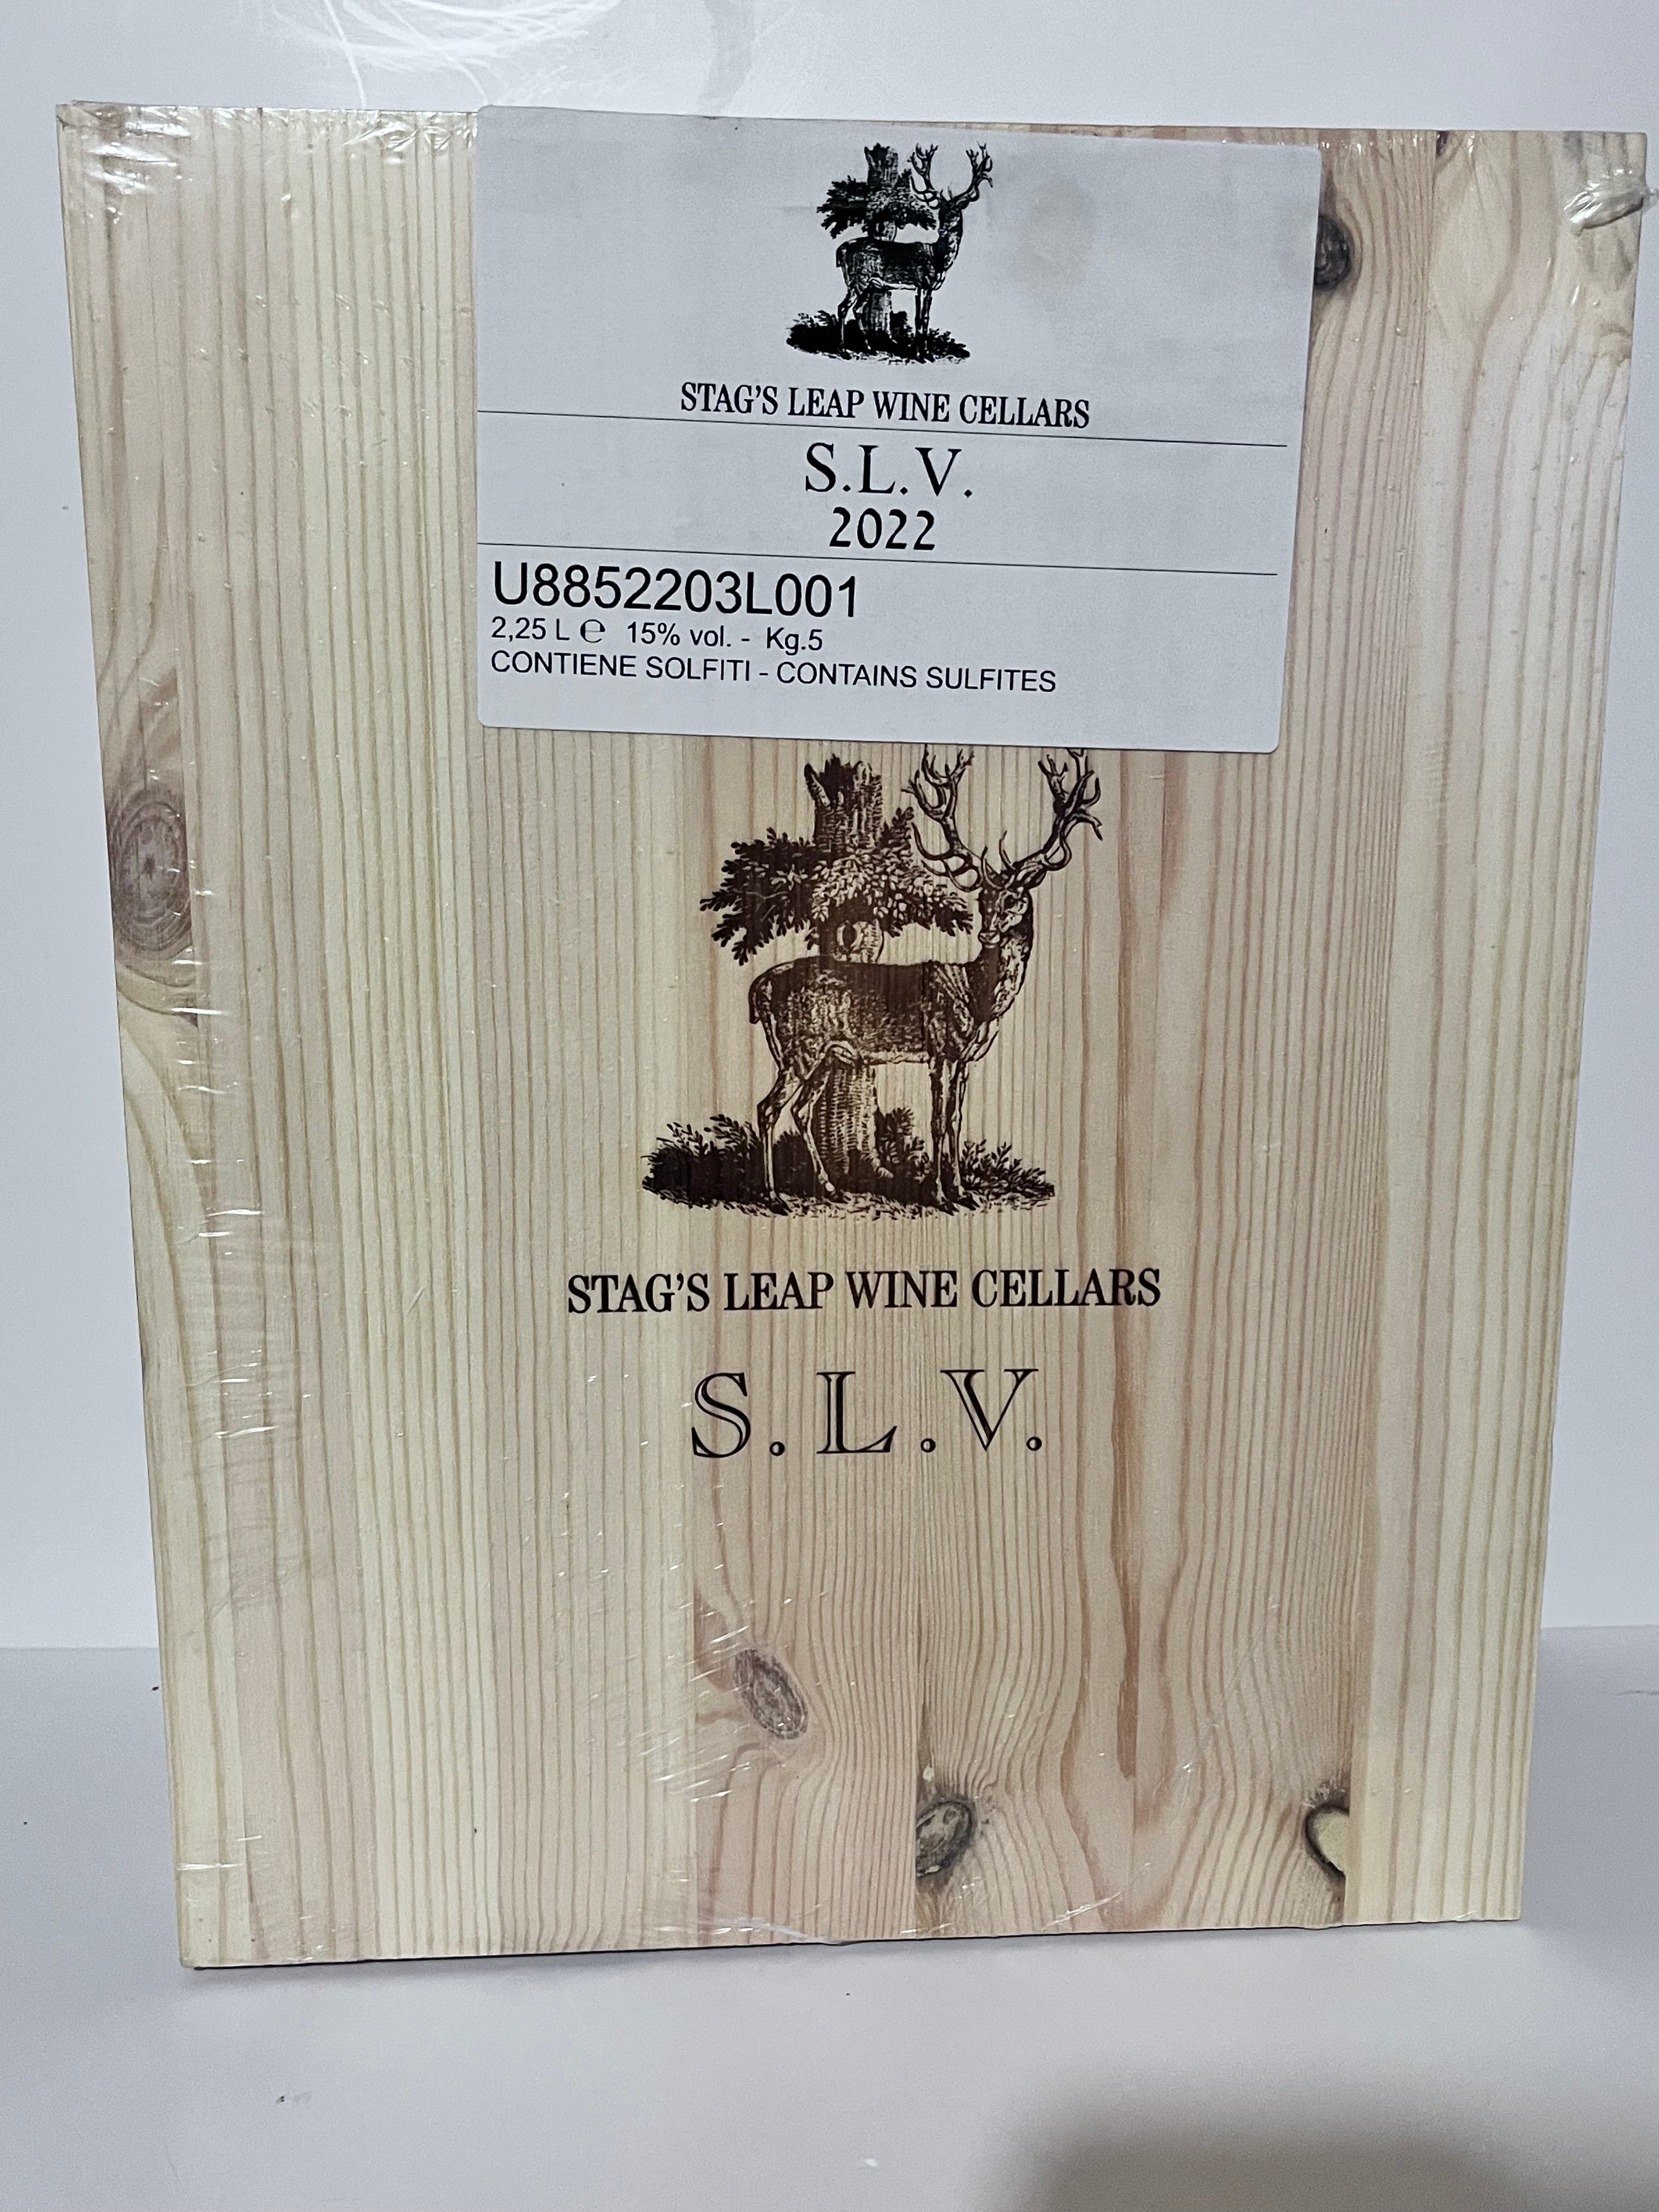 STAG'S LEAP WINE CELLARS
S.L.V.
2022
U8852203L001
2,25 L ℮ 15% vol. - Kg.5
CONTIENE SOLFITI - CONTAINS SULFITES
STAG'S LEAP WINE CELLARS
S.L.V.